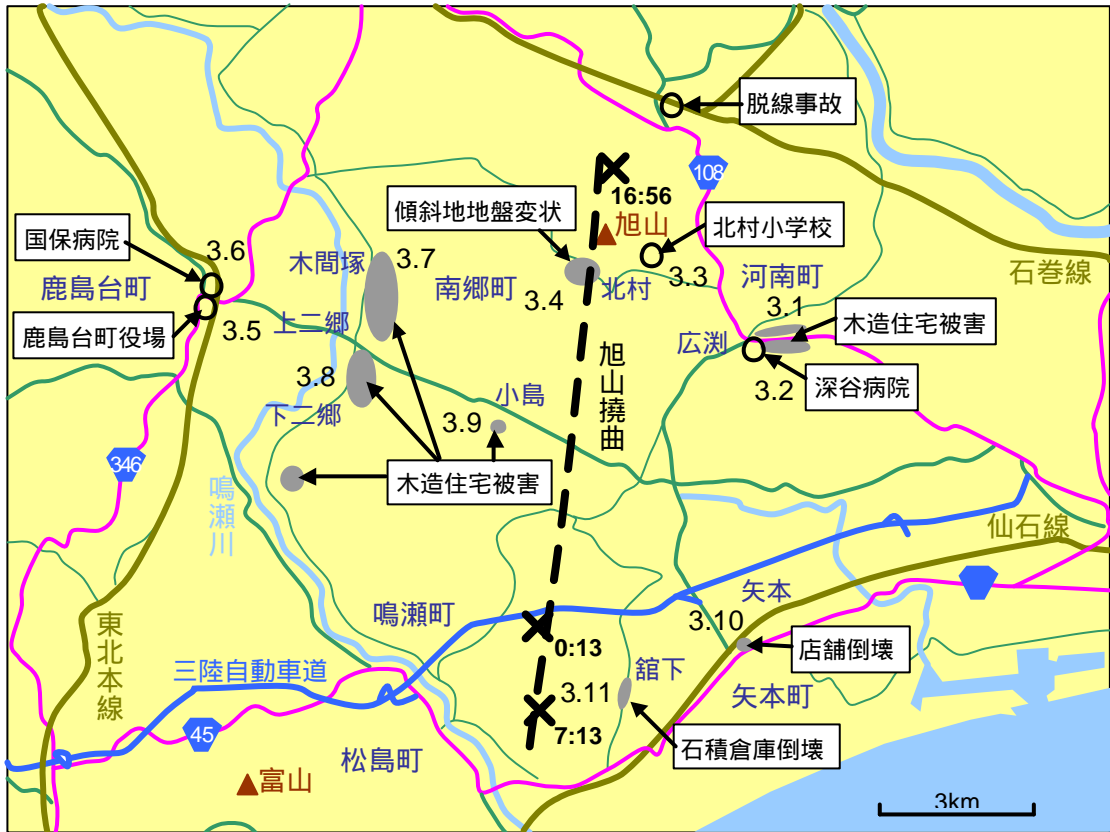 脱線事故
108
16:56
旭山
傾斜地地盤変状
北村小学校
国保病院
3.6
木間塚
3.7
南郷町
3.4
北村
3.3
河南町
石巻線
鹿島台町
鹿島台町役場
3.5
上二郷
3.1
木造住宅被害
広渕
3.2
深谷病院
旭山撓曲
3.8
下二郷
小島
3.9
346
木造住宅被害
鳴瀬川
仙石線
東北本線
鳴瀬町
矢本
3.10
店舗倒壊
0:13
三陸自動車道
舘下
3.11
矢本町
7:13
45
松島町
石積倉庫倒壊
富山
3km